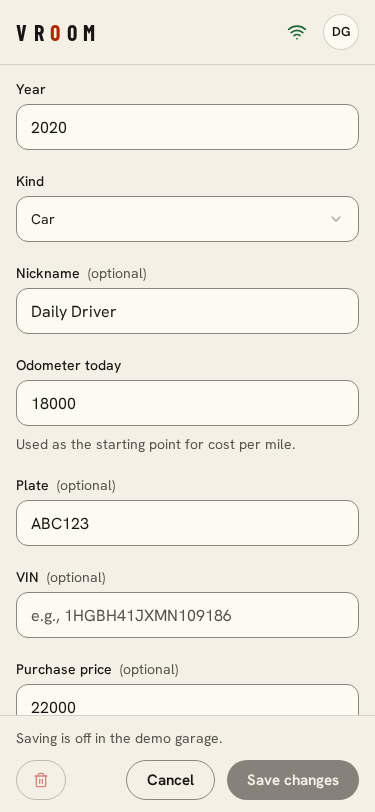 VROOM
DG
Year
2020
Kind
Car
Nickname (optional)
Daily Driver
Odometer today
18000
Used as the starting point for cost per mile.
Plate (optional)
ABC123
VIN (optional)
e.g., 1HGBH41JXMN109186
Purchase price (optional)
22000
Saving is off in the demo garage.
Cancel
Save changes